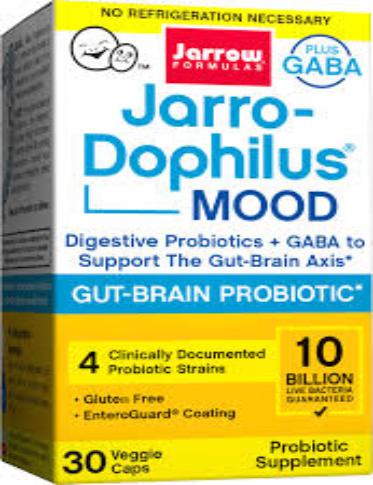 NO REFRIGERATION NECESSARY
TM
Jarrow
FORMULAS®
PLUS
GABA
Jarro-
Dophilus®
MOOD
Digestive Probiotics + GABA to
Support The Gut-Brain Axis*
GUT-BRAIN PROBIOTIC*
4 Clinically Documented
Probiotic Strains
• Gluten Free
• EnteroGuard® Coating
10
BILLION
LIVE BACTERIA
GUARANTEED
30 Veggie
Caps
Probiotic
Supplement